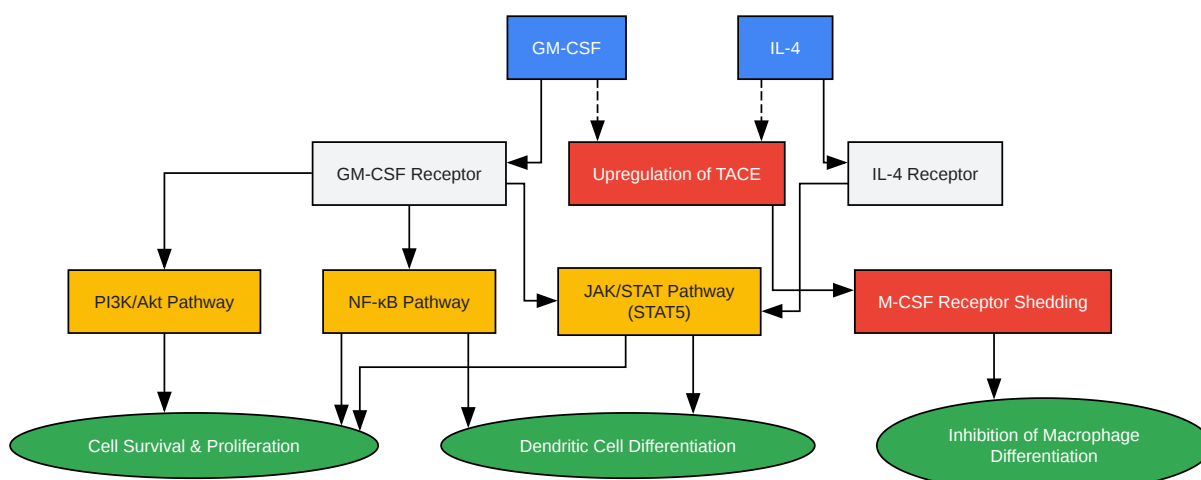 GM-CSF
IL-4
GM-CSF Receptor
Upregulation of TACE
IL-4 Receptor
PI3K/Akt Pathway
NF-κB Pathway
JAK/STAT Pathway
(STAT5)
M-CSF Receptor Shedding
Cell Survival & Proliferation
Dendritic Cell Differentiation
Inhibition of Macrophage
Differentiation